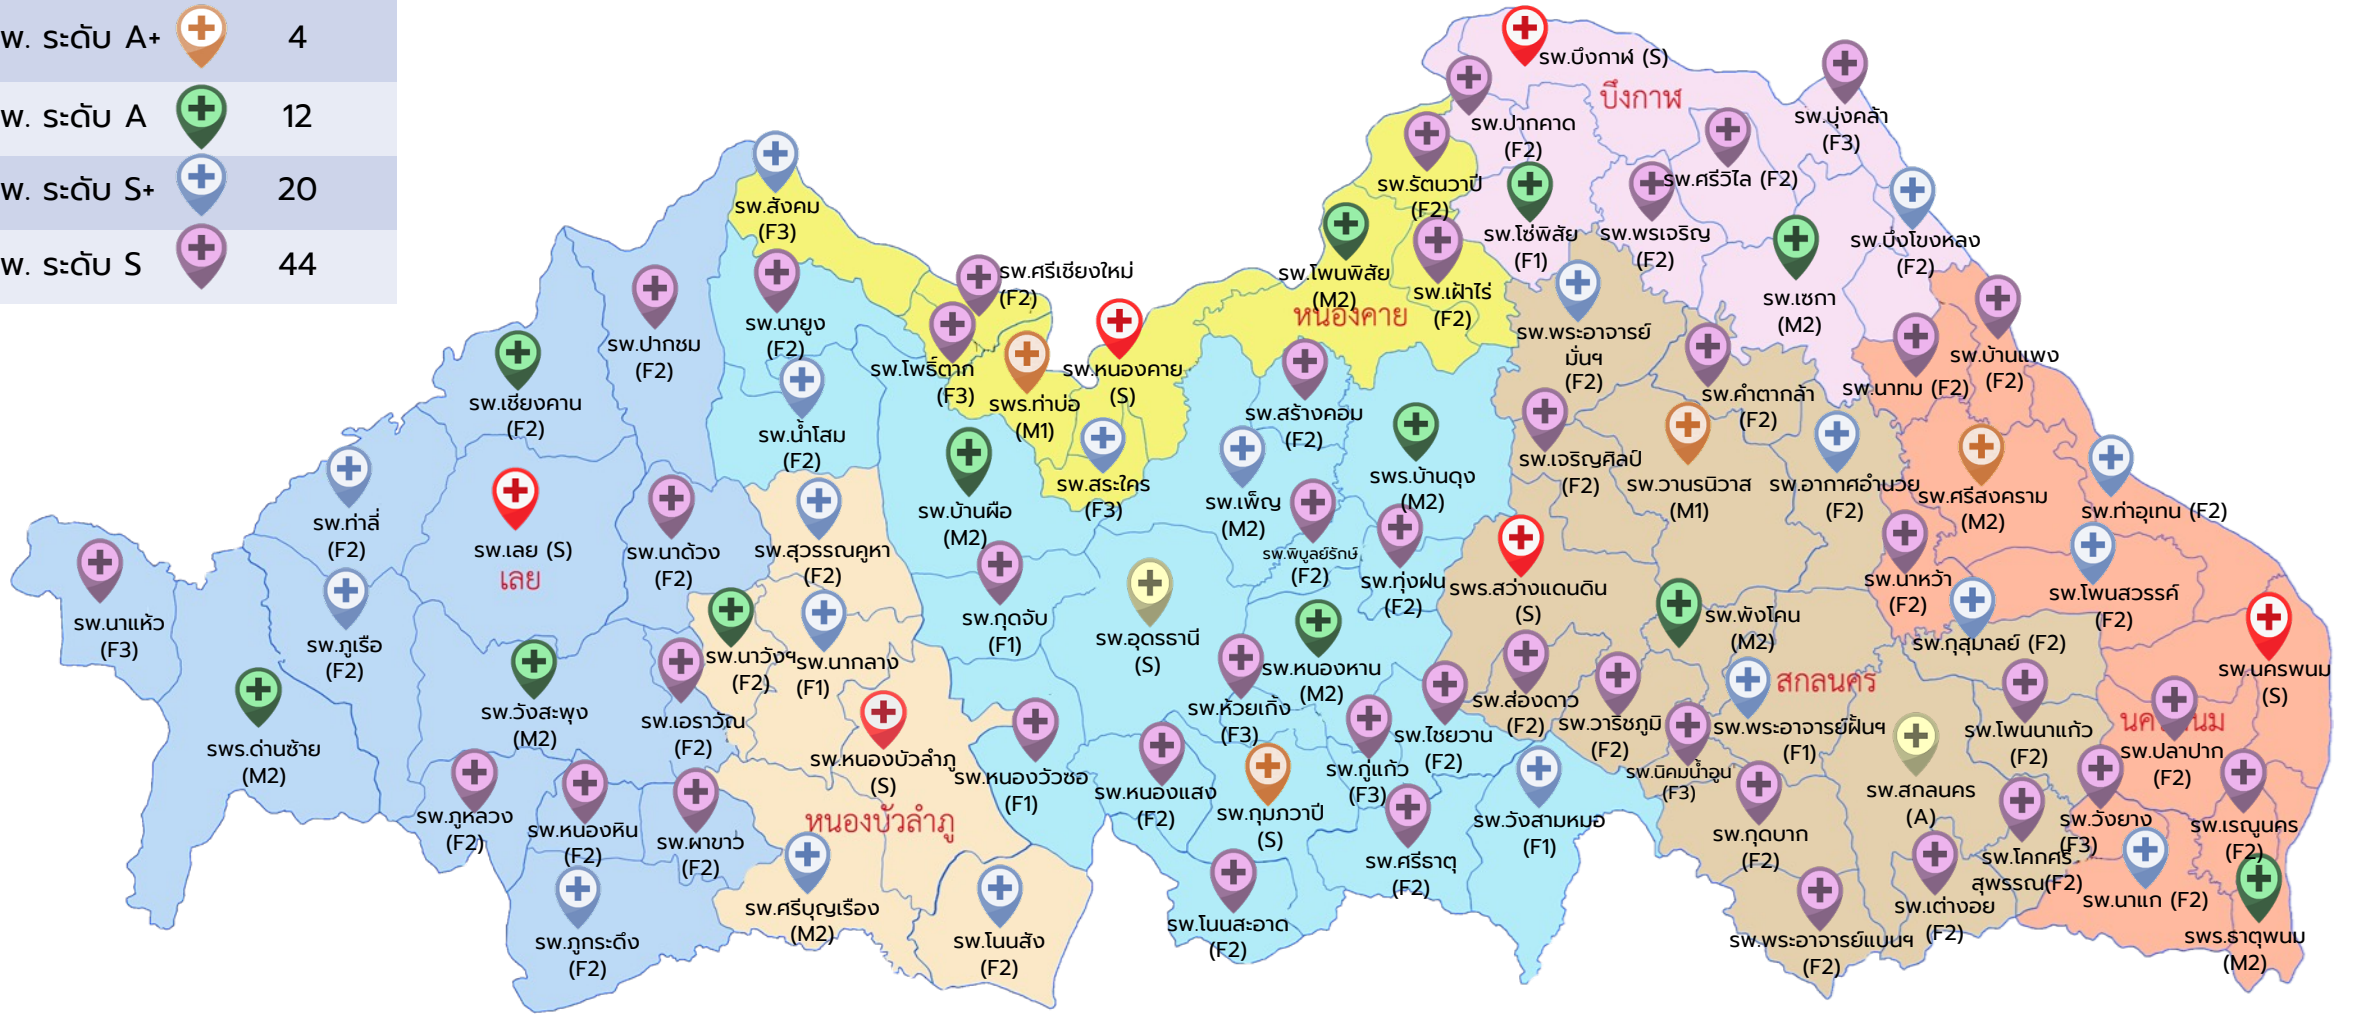 พ. ระดับ A+ 4
พ. ระดับ A 12
พ. ระดับ S+ 20
พ. ระดับ S 44
รพ.บึงกาฬ (S)
บึงกาฬ
รพ.ปากคาด
(F2)
รพ.บุ่งคล้า
(F3)
รพ.ศรีวิไล (F2)
รพ.รัตนวาปี
(F2)
รพ.โซ่พิสัย
(F1)
รพ.พรเจริญ
(F2)
รพ.บึงโขงหลง
(F2)
รพ.เซกา
(M2)
รพ.สังคม
(F3)
รพ.ศรีเชียงใหม่
(F2)
รพ.โพนพิสัย
(M2)
รพ.เฝ้าไร่
(F2)
หนองคาย
รพ.นายูง
(F2)
รพ.ปากชม
(F2)
รพ.โพธิ์ตาก
(F3)
รพ.หนองคาย
(S)
สพร.ท่าบ่อ
(M1)
รพ.สระใคร
(F3)
รพ.พระอาจารย์
มั่นฯ
(F2)
รพ.บ้านแพง
(F2)
รพ.นาทม (F2)
รพ.คำตากล้า
(F2)
รพ.เชียงคาน
(F2)
รพ.น้ำโสม
(F2)
รพ.สร้างคอม
(F2)
รพ.เจริญศิลป์
(F2)
รพ.วานรนิวาส
(M1)
รพ.อากาศอำนวย
(F2)
รพ.ศรีสงคราม
(M2)
รพ.ท่าอุเทน (F2)
รพ.ท่าลี่
(F2)
รพ.เลย (S)
เลย
รพ.นาด้วง
(F2)
รพ.สุวรรณคูหา
(F2)
รพ.บ้านผือ
(M2)
รพ.เพ็ญ
(M2)
สพร.บ้านดุง
(M2)
รพ.พิบูลย์รักษ์
(F2)
รพ.ทุ่งฝน
(F2)
สพร.สว่างแดนดิน
(S)
รพ.นาหว้า
(F2)
รพ.โพนสวรรค์
(F2)
รพ.นาแห้ว
(F3)
รพ.ภูเรือ
(F2)
รพ.กุดจับ
(F1)
รพ.อุดรธานี
(S)
รพ.พังโคน
(M2)
รพ.กุสุมาลย์ (F2)
รพ.นครพนม
(S)
รพ.นาวังฯ
(F2)
รพ.นากลาง
(F1)
รพ.หนองหาน
(M2)
สกลนคร
รพ.วังสะพุง
(M2)
รพ.เอราวัณ
(F2)
รพ.ห้วยเกิ้ง
(F3)
รพ.ส่องดาว
(F2)
รพ.วาริชภูมิ
(F2)
รพ.พระอาจารย์ฝั้นฯ
(F1)
รพ.โพนนาแก้ว
(F2)
รพ.ปลาปาก
(F2)
สพร.ด่านซ้าย
(M2)
รพ.หนองบัวลำภู
(S)
รพ.หนองวัวซอ
(F1)
รพ.หนองแสง
(F2)
รพ.ไชยวาน
(F2)
รพ.กู่แก้ว
(F3)
รพ.นิคมน้ำอูน
(F3)
รพ.สกลนคร
(A)
รพ.กุมภวาปี
(S)
รพ.วังสามหมอ
(F1)
รพ.วังยาง
(F3)
รพ.เรณูนคร
(F2)
รพ.ภูหลวง
(F2)
รพ.หนองหิน
(F2)
รพ.ผาขาว
(F2)
หนองบัวลำภู
รพ.ศรีธาตุ
(F2)
รพ.กุดบาก
(F2)
รพ.โคกศรี
สุพรรณ(F2)
รพ.นาแก (F2)
รพ.ภูกระดึง
(F2)
รพ.ศรีบุญเรือง
(M2)
รพ.โนนสัง
(F2)
รพ.โนนสะอาด
(F2)
รพ.พระอาจารย์แบนฯ
(F2)
รพ.เต่างอย
(F2)
สพร.ธาตุพนม
(M2)